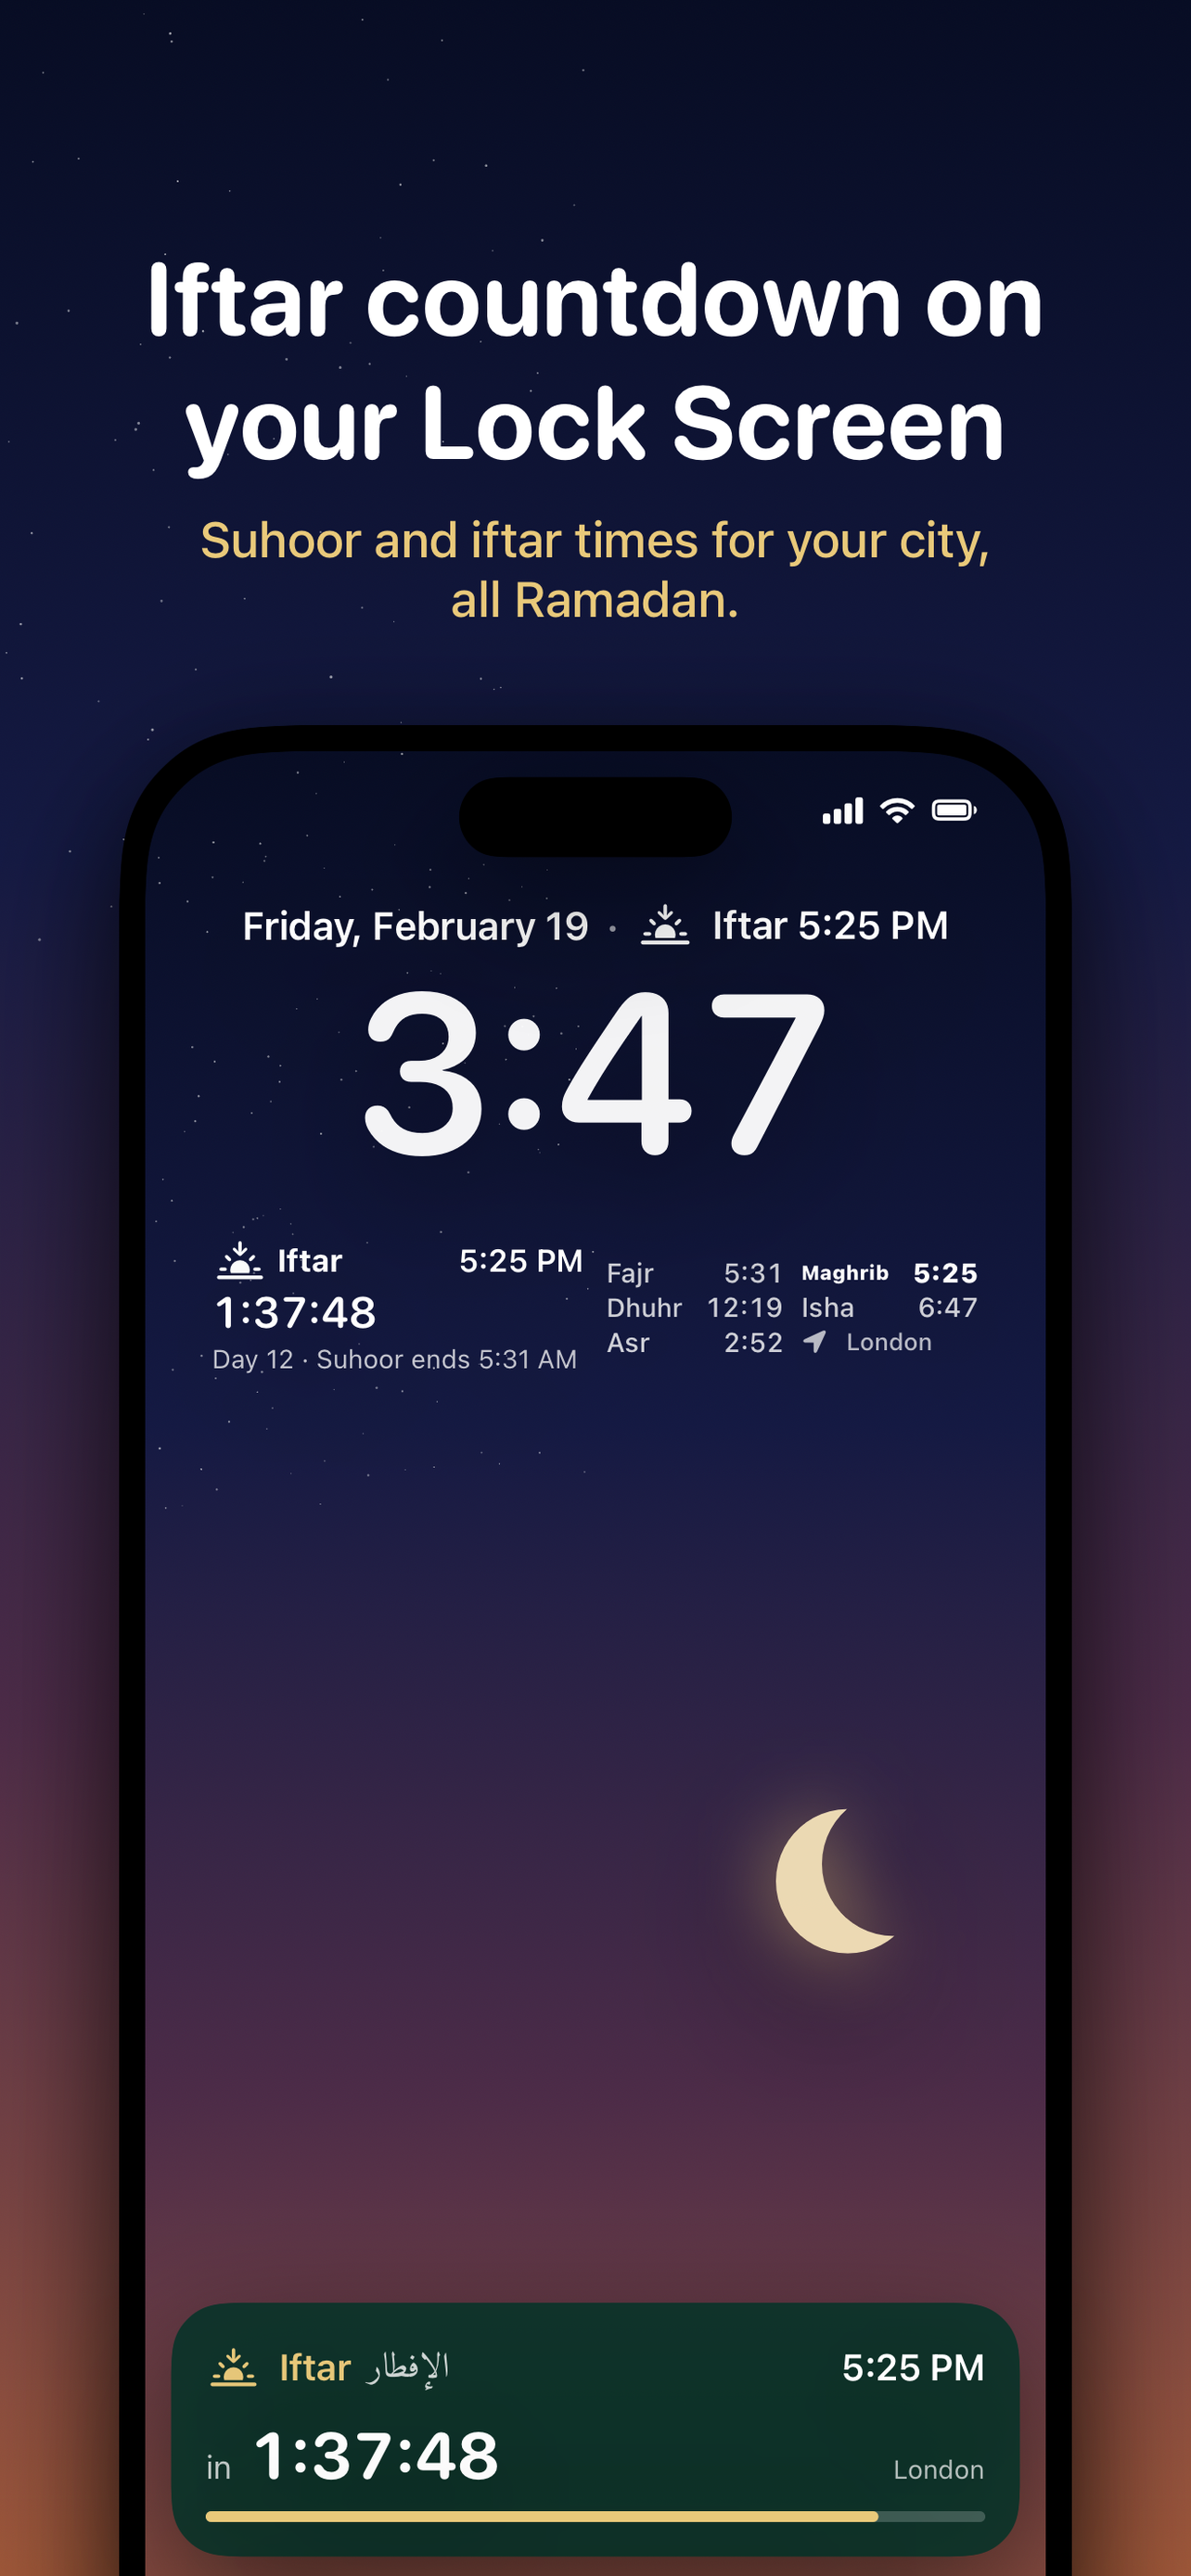 Iftar countdown on
your Lock Screen
Suhoor and iftar times for your city,
all Ramadan.
Friday, February 19 · Iftar 5:25 PM
3:47
Iftar 5:25 PM
1:37:48
Day 12 · Suhoor ends 5:31 AM
Fajr 5:31 Maghrib 5:25
Dhuhr 12:19 Isha 6:47
Asr 2:52 London
Iftar الإفطار 5:25 PM
in 1:37:48 London